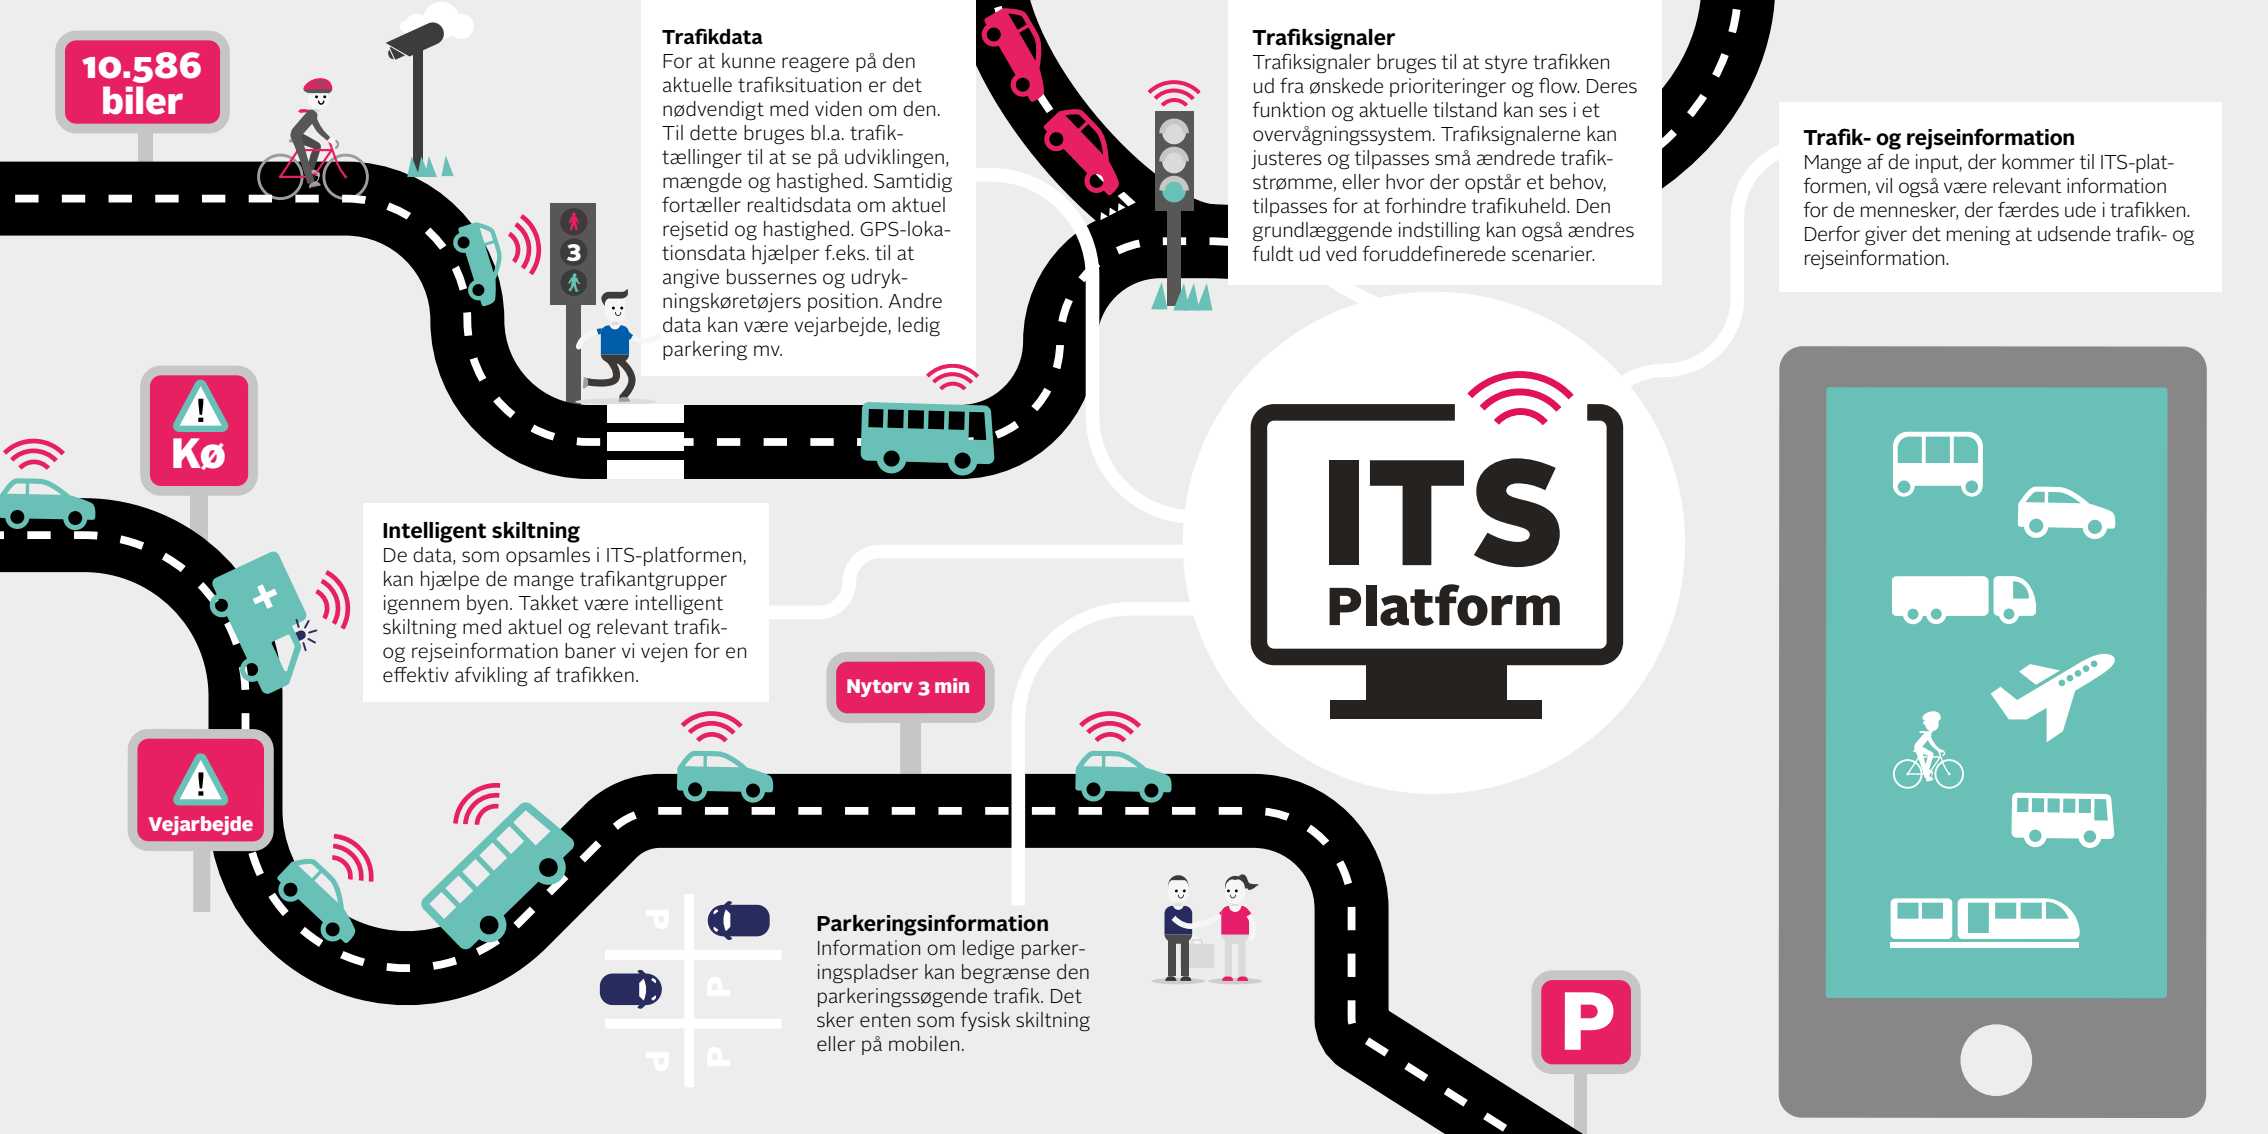 10.586
biler
Trafikdata
For at kunne reagere på den
aktuelle trafiksituation er det
nødvendigt med viden om den.
Til dette bruges bl.a. trafik-
tællinger til at se på udviklingen,
mængde og hastighed. Samtidig
fortæller realtidsdata om aktuel
rejsetid og hastighed. GPS-loka-
tionsdata hjælper f.eks. til at
angive bussernes og udryk-
ningskøretøjers position. Andre
data kan være vejarbejde, ledig
parkering mv.
Trafiksignaler
Trafiksignaler bruges til at styre trafikken
ud fra ønskede prioriteringer og flow. Deres
funktion og aktuelle tilstand kan ses i et
overvågningssystem. Trafiksignalerne kan
justeres og tilpasses små ændrede trafik-
strømme, eller hvor der opstår et behov,
tilpasses for at forhindre trafikuheld. Den
grundlæggende indstilling kan også ændres
fuldt ud ved foruddefinerede scenarier.
Trafik- og rejseinformation
Mange af de input, der kommer til ITS-plat-
formen, vil også være relevant information
for de mennesker, der færdes ude i trafikken.
Derfor giver det mening at udsende trafik- og
rejseinformation.
3
!
Kø
Intelligent skiltning
De data, som opsamles i ITS-platformen,
kan hjælpe de mange trafikantgrupper
igennem byen. Takket være intelligent
skiltning med aktuel og relevant trafik-
og rejseinformation baner vi vejen for en
effektiv afvikling af trafikken.
ITS
Platform
Nytorv 3 min
!
Vejarbejde
Parkeringsinformation
Information om ledige parker-
ingspladser kan begrænse den
parkeringssøgende trafik. Det
sker enten som fysisk skiltning
eller på mobilen.
P
P
P
P
P